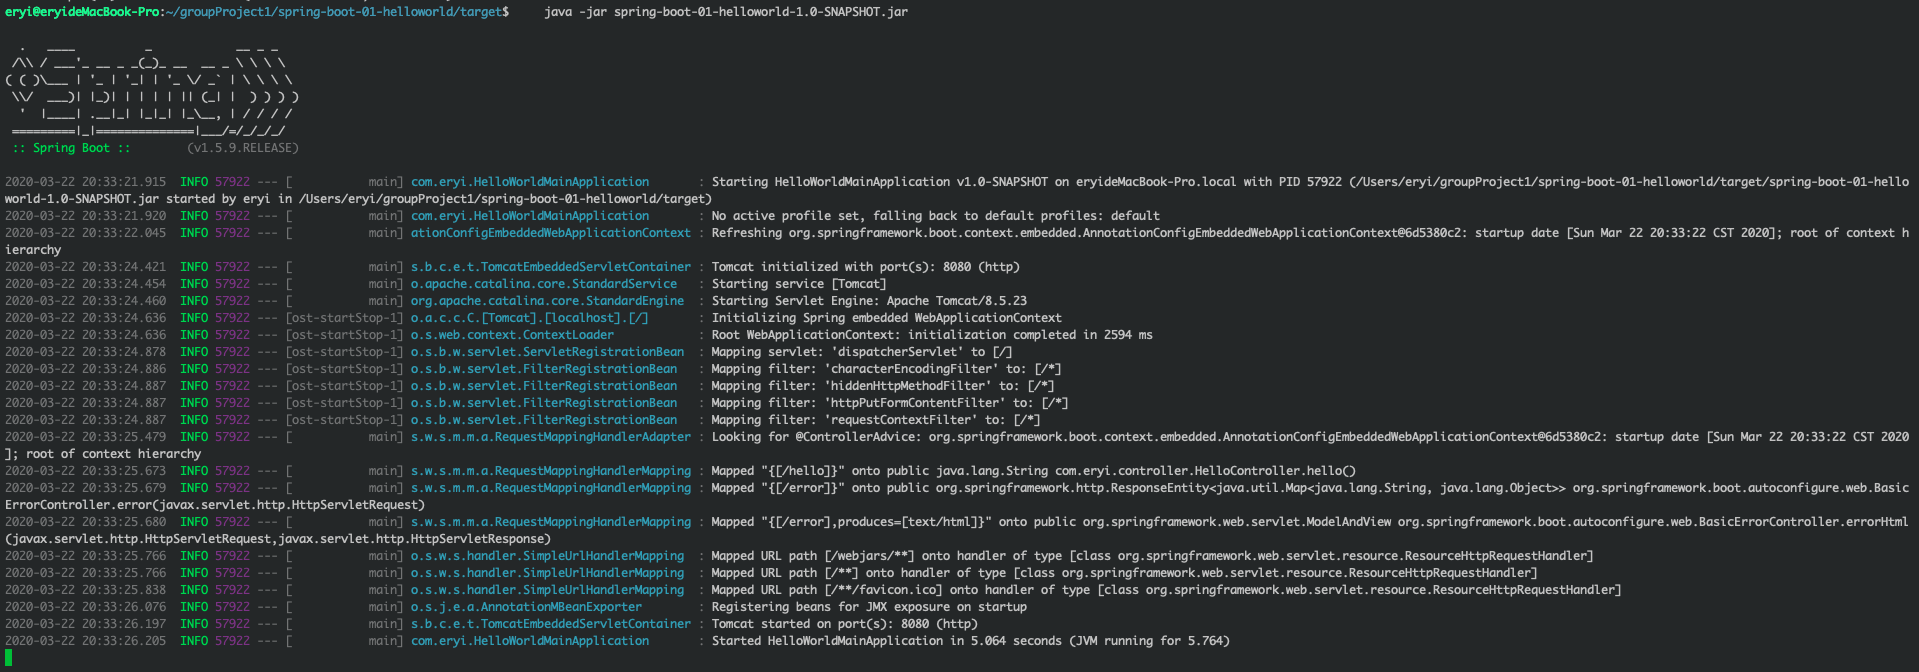 eryi@eryideMacBook-Pro:~/groupProject1/spring-boot-01-helloworld/target$     java -jar spring-boot-01-helloworld-1.0-SNAPSHOT.jar

  .   ____          _            __ _ _
 /\\ / ___'_ __ _ _(_)_ __  __ _ \ \ \ \
( ( )\___ | '_ | '_| | '_ \/ _` | \ \ \ \
 \\/  ___)| |_)| | | | | || (_| |  ) ) ) )
  '  |____| .__|_| |_|_| |_\__, | / / / /
 =========|_|==============|___/=/_/_/_/
 :: Spring Boot ::        (v1.5.9.RELEASE)

2020-03-22 20:33:21.915  INFO 57922 --- [           main] com.eryi.HelloWorldMainApplication       : Starting HelloWorldMainApplication v1.0-SNAPSHOT on eryideMacBook-Pro.local with PID 57922 (/Users/eryi/groupProject1/spring-boot-01-helloworld/target/spring-boot-01-hello
world-1.0-SNAPSHOT.jar started by eryi in /Users/eryi/groupProject1/spring-boot-01-helloworld/target)
2020-03-22 20:33:21.920  INFO 57922 --- [           main] com.eryi.HelloWorldMainApplication       : No active profile set, falling back to default profiles: default
2020-03-22 20:33:22.045  INFO 57922 --- [           main] ationConfigEmbeddedWebApplicationContext : Refreshing org.springframework.boot.context.embedded.AnnotationConfigEmbeddedWebApplicationContext@6d5380c2: startup date [Sun Mar 22 20:33:22 CST 2020]; root of context h
ierarchy
2020-03-22 20:33:24.421  INFO 57922 --- [           main] s.b.c.e.t.TomcatEmbeddedServletContainer : Tomcat initialized with port(s): 8080 (http)
2020-03-22 20:33:24.454  INFO 57922 --- [           main] o.apache.catalina.core.StandardService   : Starting service [Tomcat]
2020-03-22 20:33:24.460  INFO 57922 --- [           main] org.apache.catalina.core.StandardEngine  : Starting Servlet Engine: Apache Tomcat/8.5.23
2020-03-22 20:33:24.636  INFO 57922 --- [ost-startStop-1] o.a.c.c.C.[Tomcat].[localhost].[/]       : Initializing Spring embedded WebApplicationContext
2020-03-22 20:33:24.636  INFO 57922 --- [ost-startStop-1] o.s.web.context.ContextLoader            : Root WebApplicationContext: initialization completed in 2594 ms
2020-03-22 20:33:24.878  INFO 57922 --- [ost-startStop-1] o.s.b.w.servlet.ServletRegistrationBean  : Mapping servlet: 'dispatcherServlet' to [/]
2020-03-22 20:33:24.886  INFO 57922 --- [ost-startStop-1] o.s.b.w.servlet.FilterRegistrationBean   : Mapping filter: 'characterEncodingFilter' to: [/*]
2020-03-22 20:33:24.887  INFO 57922 --- [ost-startStop-1] o.s.b.w.servlet.FilterRegistrationBean   : Mapping filter: 'hiddenHttpMethodFilter' to: [/*]
2020-03-22 20:33:24.887  INFO 57922 --- [ost-startStop-1] o.s.b.w.servlet.FilterRegistrationBean   : Mapping filter: 'httpPutFormContentFilter' to: [/*]
2020-03-22 20:33:24.887  INFO 57922 --- [ost-startStop-1] o.s.b.w.servlet.FilterRegistrationBean   : Mapping filter: 'requestContextFilter' to: [/*]
2020-03-22 20:33:25.479  INFO 57922 --- [           main] s.w.s.m.m.a.RequestMappingHandlerAdapter : Looking for @ControllerAdvice: org.springframework.boot.context.embedded.AnnotationConfigEmbeddedWebApplicationContext@6d5380c2: startup date [Sun Mar 22 20:33:22 CST 2020
]; root of context hierarchy
2020-03-22 20:33:25.673  INFO 57922 --- [           main] s.w.s.m.m.a.RequestMappingHandlerMapping : Mapped "{[/hello]}" onto public java.lang.String com.eryi.controller.HelloController.hello()
2020-03-22 20:33:25.679  INFO 57922 --- [           main] s.w.s.m.m.a.RequestMappingHandlerMapping : Mapped "{[/error]}" onto public org.springframework.http.ResponseEntity<java.util.Map<java.lang.String, java.lang.Object>> org.springframework.boot.autoconfigure.web.Basic
ErrorController.error(javax.servlet.http.HttpServletRequest)
2020-03-22 20:33:25.680  INFO 57922 --- [           main] s.w.s.m.m.a.RequestMappingHandlerMapping : Mapped "{[/error],produces=[text/html]}" onto public org.springframework.web.servlet.ModelAndView org.springframework.boot.autoconfigure.web.BasicErrorController.errorHtml
(javax.servlet.http.HttpServletRequest,javax.servlet.http.HttpServletResponse)
2020-03-22 20:33:25.766  INFO 57922 --- [           main] o.s.w.s.handler.SimpleUrlHandlerMapping  : Mapped URL path [/webjars/**] onto handler of type [class org.springframework.web.servlet.resource.ResourceHttpRequestHandler]
2020-03-22 20:33:25.766  INFO 57922 --- [           main] o.s.w.s.handler.SimpleUrlHandlerMapping  : Mapped URL path [/**] onto handler of type [class org.springframework.web.servlet.resource.ResourceHttpRequestHandler]
2020-03-22 20:33:25.838  INFO 57922 --- [           main] o.s.w.s.handler.SimpleUrlHandlerMapping  : Mapped URL path [/**/favicon.ico] onto handler of type [class org.springframework.web.servlet.resource.ResourceHttpRequestHandler]
2020-03-22 20:33:26.076  INFO 57922 --- [           main] o.s.j.e.a.AnnotationMBeanExporter        : Registering beans for JMX exposure on startup
2020-03-22 20:33:26.197  INFO 57922 --- [           main] s.b.c.e.t.TomcatEmbeddedServletContainer : Tomcat started on port(s): 8080 (http)
2020-03-22 20:33:26.205  INFO 57922 --- [           main] com.eryi.HelloWorldMainApplication       : Started HelloWorldMainApplication in 5.064 seconds (JVM running for 5.764)